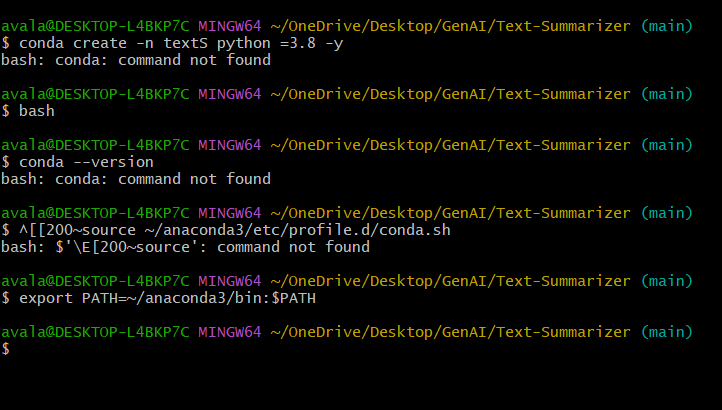 avala@DESKTOP-L4BKP7C MINGW64 ~/OneDrive/Desktop/GenAI/Text-Summarizer (main)
$ conda create -n textS python =3.8 -y
bash: conda: command not found
avala@DESKTOP-L4BKP7C MINGW64 ~/OneDrive/Desktop/GenAI/Text-Summarizer (main)
$ bash
avala@DESKTOP-L4BKP7C MINGW64 ~/OneDrive/Desktop/GenAI/Text-Summarizer (main)
$ conda --version
bash: conda: command not found
avala@DESKTOP-L4BKP7C MINGW64 ~/OneDrive/Desktop/GenAI/Text-Summarizer (main)
$ ^[[200~source ~/anaconda3/etc/profile.d/conda.sh
bash: $'\E[200~source': command not found
avala@DESKTOP-L4BKP7C MINGW64 ~/OneDrive/Desktop/GenAI/Text-Summarizer (main)
$ export PATH=~/anaconda3/bin:$PATH
avala@DESKTOP-L4BKP7C MINGW64 ~/OneDrive/Desktop/GenAI/Text-Summarizer (main)
$